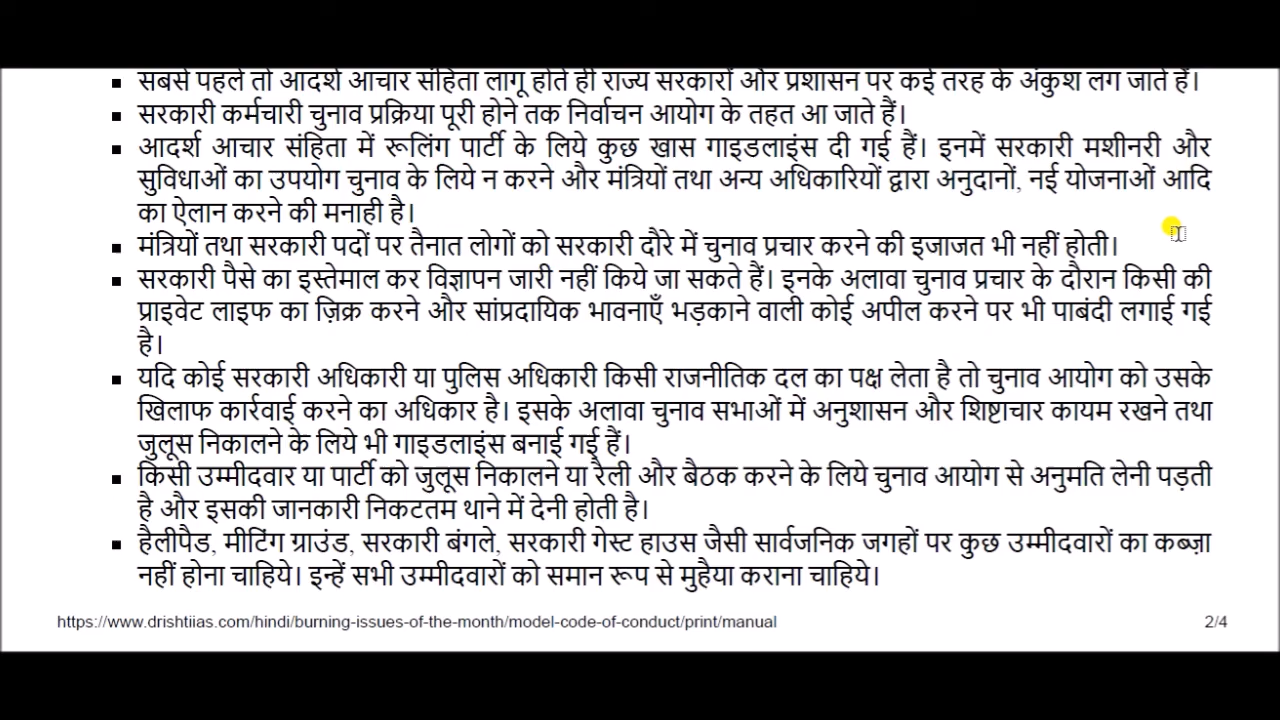 सबसे पहले तो आदर्श आचार संहिता लागू होते ही राज्य सरकारों और प्रशासन पर कई तरह के अंकुश लग जाते हैं।
सरकारी कर्मचारी चुनाव प्रक्रिया पूरी होने तक निर्वाचन आयोग के तहत आ जाते हैं।
आदर्श आचार संहिता में रूलिंग पार्टी के लिये कुछ खास गाइडलाइंस दी गई हैं। इनमें सरकारी मशीनरी और
सुविधाओं का उपयोग चुनाव के लिये न करने और मंत्रियों तथा अन्य अधिकारियों द्वारा अनुदानों, नई योजनाओं आदि
का ऐलान करने की मनाही है।
मंत्रियों तथा सरकारी पदों पर तैनात लोगों को सरकारी दौरे में चुनाव प्रचार करने की इजाजत भी नहीं होती।
सरकारी पैसे का इस्तेमाल कर विज्ञापन जारी नहीं किये जा सकते हैं। इनके अलावा चुनाव प्रचार के दौरान किसी की
प्राइवेट लाइफ का ज़िक्र करने और सांप्रदायिक भावनाएँ भड़काने वाली कोई अपील करने पर भी पाबंदी लगाई गई
है।
यदि कोई सरकारी अधिकारी या पुलिस अधिकारी किसी राजनीतिक दल का पक्ष लेता है तो चुनाव आयोग को उसके
खिलाफ कार्रवाई करने का अधिकार है। इसके अलावा चुनाव सभाओं में अनुशासन और शिष्टाचार कायम रखने तथा
जुलूस निकालने के लिये भी गाइडलाइंस बनाई गई हैं।
किसी उम्मीदवार या पार्टी को जुलूस निकालने या रैली और बैठक करने के लिये चुनाव आयोग से अनुमति लेनी पड़ती
है और इसकी जानकारी निकटतम थाने में देनी होती है।
हैलीपैड, मीटिंग ग्राउंड, सरकारी बंगले, सरकारी गेस्ट हाउस जैसी सार्वजनिक जगहों पर कुछ उम्मीदवारों का कब्ज़ा
नहीं होना चाहिये। इन्हें सभी उम्मीदवारों को समान रूप से मुहैया कराना चाहिये।
https://www.drishtiias.com/hindi/burning-issues-of-the-month/model-code-of-conduct/print/manual 2/4